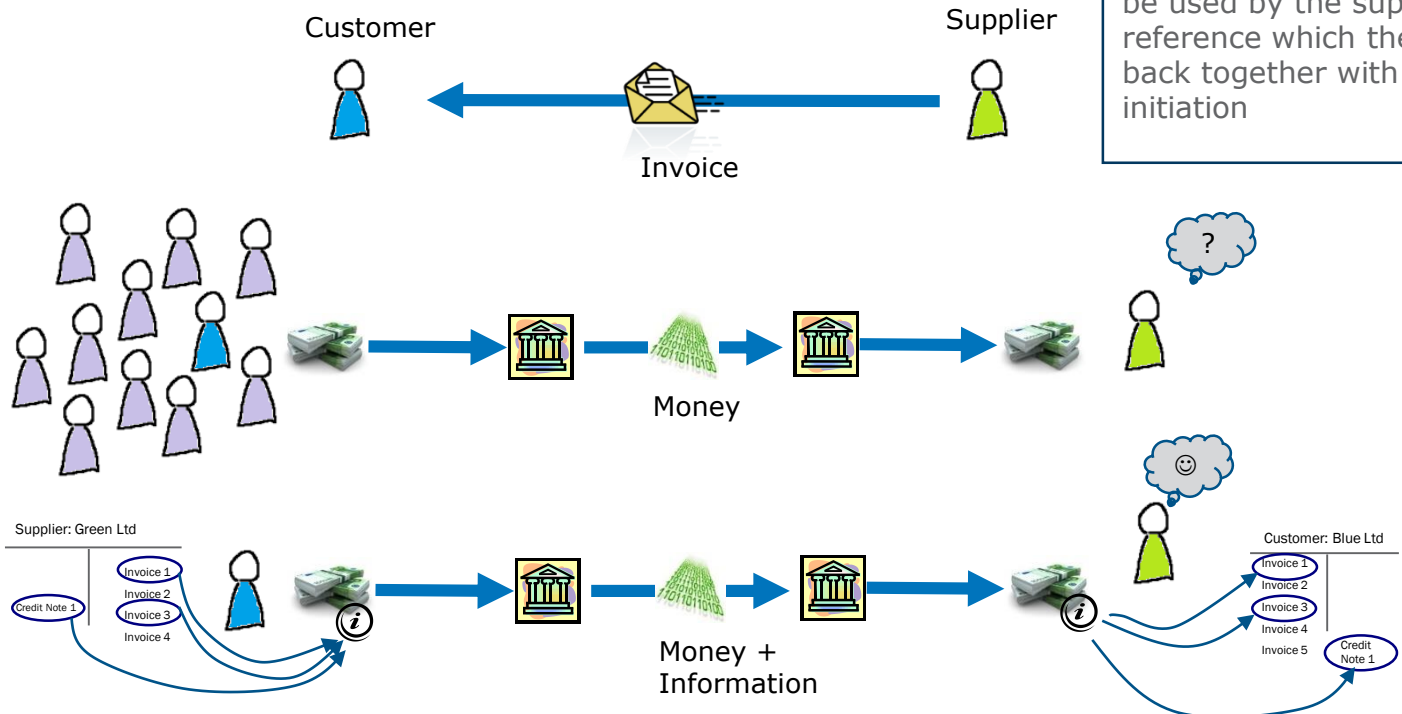 be used by the sup
reference which the
back together with
initiation
Customer
Supplier
Invoice
?
Money
☺
Supplier: Green Ltd
Invoice 1
Invoice 2
Credit Note 1
Invoice 3
Invoice 4
i
Money +
Information
i
Customer: Blue Ltd
Invoice 1
Invoice 2
Invoice 3
Invoice 4
Invoice 5
Credit
Note 1